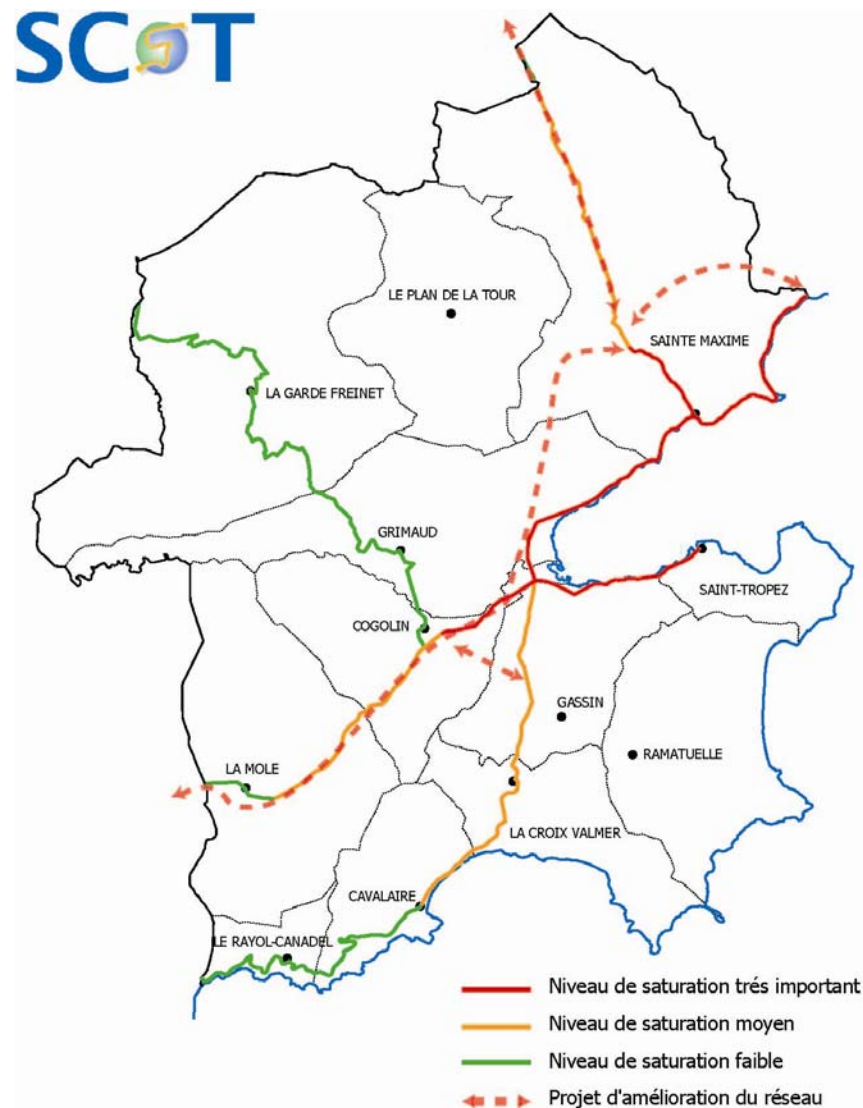 SCOT
LE PLAN DE LA TOUR
SAINTE MAXIME
LA GARDE FREINET
GRIMAUD
SAINT-TROPEZ
COGOLIN
GASSIN
RAMATUELLE
LA MOLE
LA CROIX VALMER
CAVALAIRE
LE RAYOL-CANADEL
Niveau de saturation trés important
Niveau de saturation moyen
Niveau de saturation faible
Projet d'amélioration du réseau